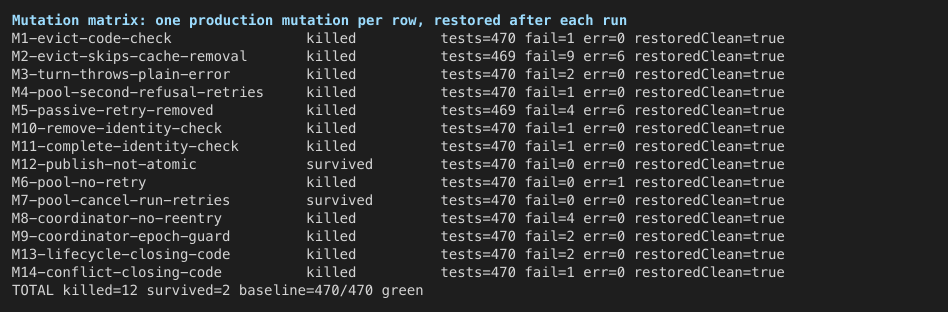 Mutation matrix: one production mutation per row, restored after each run
M1-evict-code-check killed tests=470 fail=1 err=0 restoredClean=true
M2-evict-skips-cache-removal killed tests=469 fail=9 err=6 restoredClean=true
M3-turn-throws-plain-error killed tests=470 fail=2 err=0 restoredClean=true
M4-pool-second-refusal-retries killed tests=470 fail=1 err=0 restoredClean=true
M5-passive-retry-removed killed tests=469 fail=4 err=6 restoredClean=true
M10-remove-identity-check killed tests=470 fail=1 err=0 restoredClean=true
M11-complete-identity-check killed tests=470 fail=1 err=0 restoredClean=true
M12-publish-not-atomic survived tests=470 fail=0 err=0 restoredClean=true
M6-pool-no-retry killed tests=470 fail=0 err=1 restoredClean=true
M7-pool-cancel-run-retries survived tests=470 fail=0 err=0 restoredClean=true
M8-coordinator-no-reentry killed tests=470 fail=4 err=0 restoredClean=true
M9-coordinator-epoch-guard killed tests=470 fail=2 err=0 restoredClean=true
M13-lifecycle-closing-code killed tests=470 fail=2 err=0 restoredClean=true
M14-conflict-closing-code killed tests=470 fail=1 err=0 restoredClean=true
TOTAL killed=12 survived=2 baseline=470/470 green